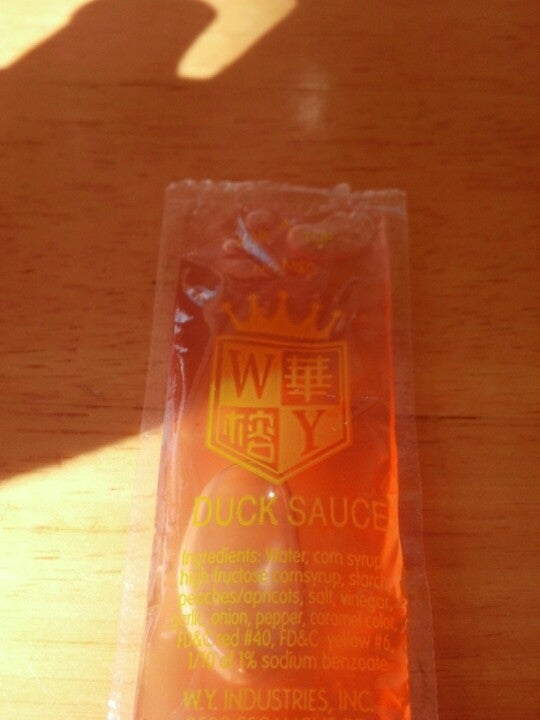 W 華
榕 Y
DUCK SAUCE
Ingredients: Water, corn syrup,
high fructose cornsyrup, starch,
peaches/apricots, salt, vinegar,
garlic, onion, pepper, caramel color,
FD&C red #40, FD&C yellow #6,
1/10 of 1% sodium benzoate
W.Y. INDUSTRIES, INC.